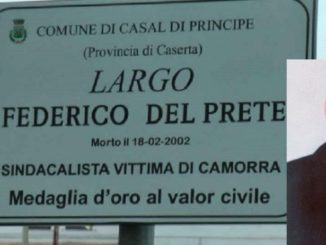 COMUNE DI CASAL DI PRINCIPE
(Provincia di Caserta)
LARGO
FEDERICO DEL PRETE
Morto il 18-02-2002
SINDACALISTA VITTIMA DI CAMORRA
Medaglia d'oro al valor civile